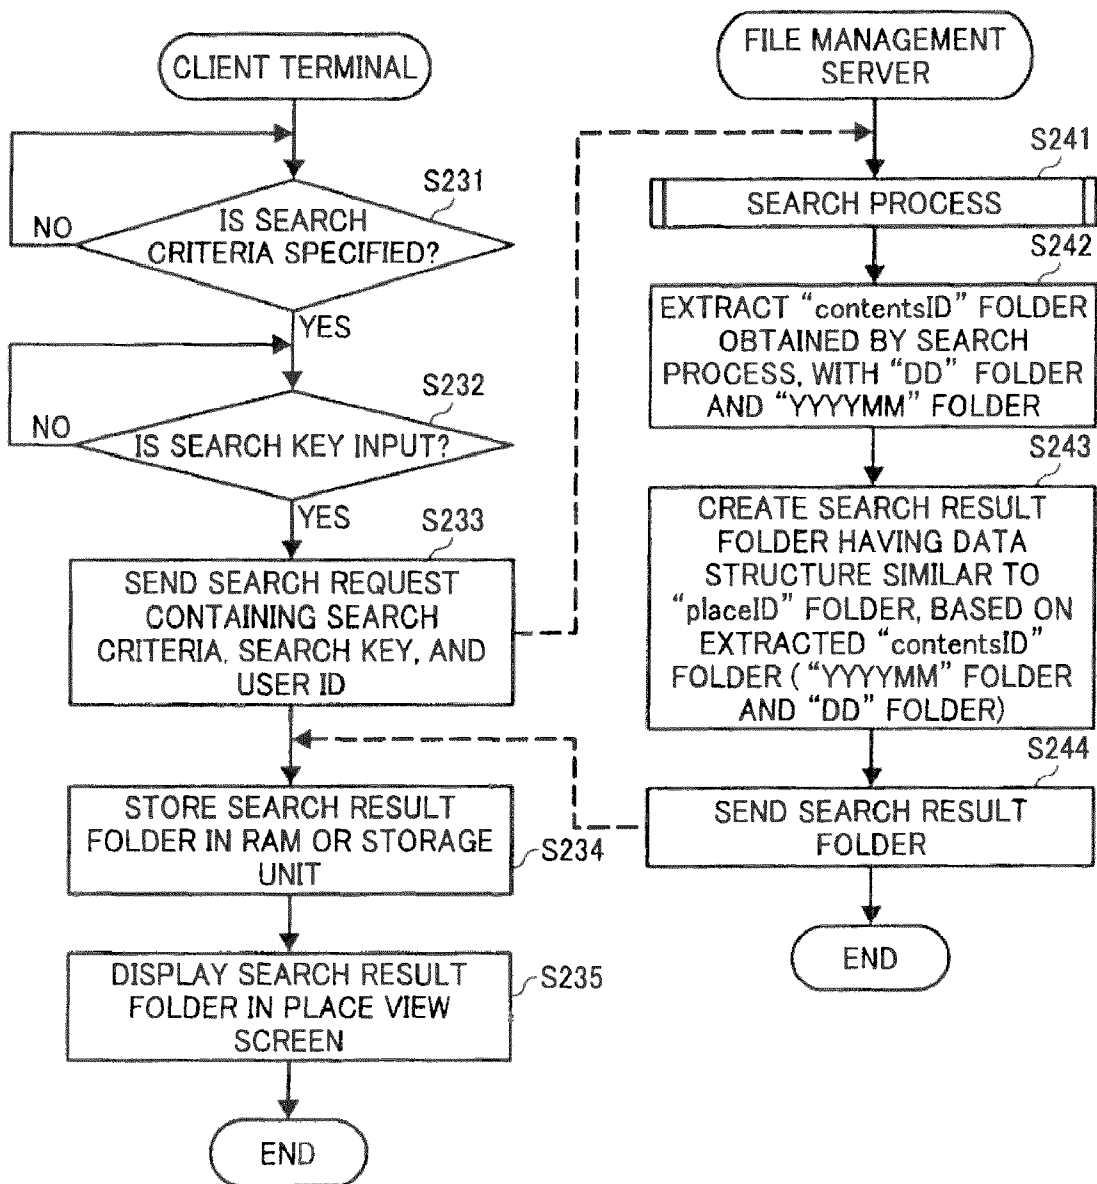 CLIENT TERMINAL
S231
IS SEARCH
CRITERIA SPECIFIED?
NO
YES
S232
IS SEARCH KEY INPUT?
NO
YES
S233
SEND SEARCH REQUEST
CONTAINING SEARCH
CRITERIA, SEARCH KEY, AND
USER ID
STORE SEARCH RESULT
FOLDER IN RAM OR STORAGE
UNIT
S234
DISPLAY SEARCH RESULT
FOLDER IN PLACE VIEW
SCREEN
S235
END
FILE MANAGEMENT
SERVER
S241
SEARCH PROCESS
S242
EXTRACT “contentsID” FOLDER
OBTAINED BY SEARCH
PROCESS, WITH “DD” FOLDER
AND “YYYYMM” FOLDER
S243
CREATE SEARCH RESULT
FOLDER HAVING DATA
STRUCTURE SIMILAR TO
“placeID” FOLDER, BASED ON
EXTRACTED “contentsID”
FOLDER ( “YYYYMM” FOLDER
AND “DD” FOLDER)
S244
SEND SEARCH RESULT
FOLDER
END